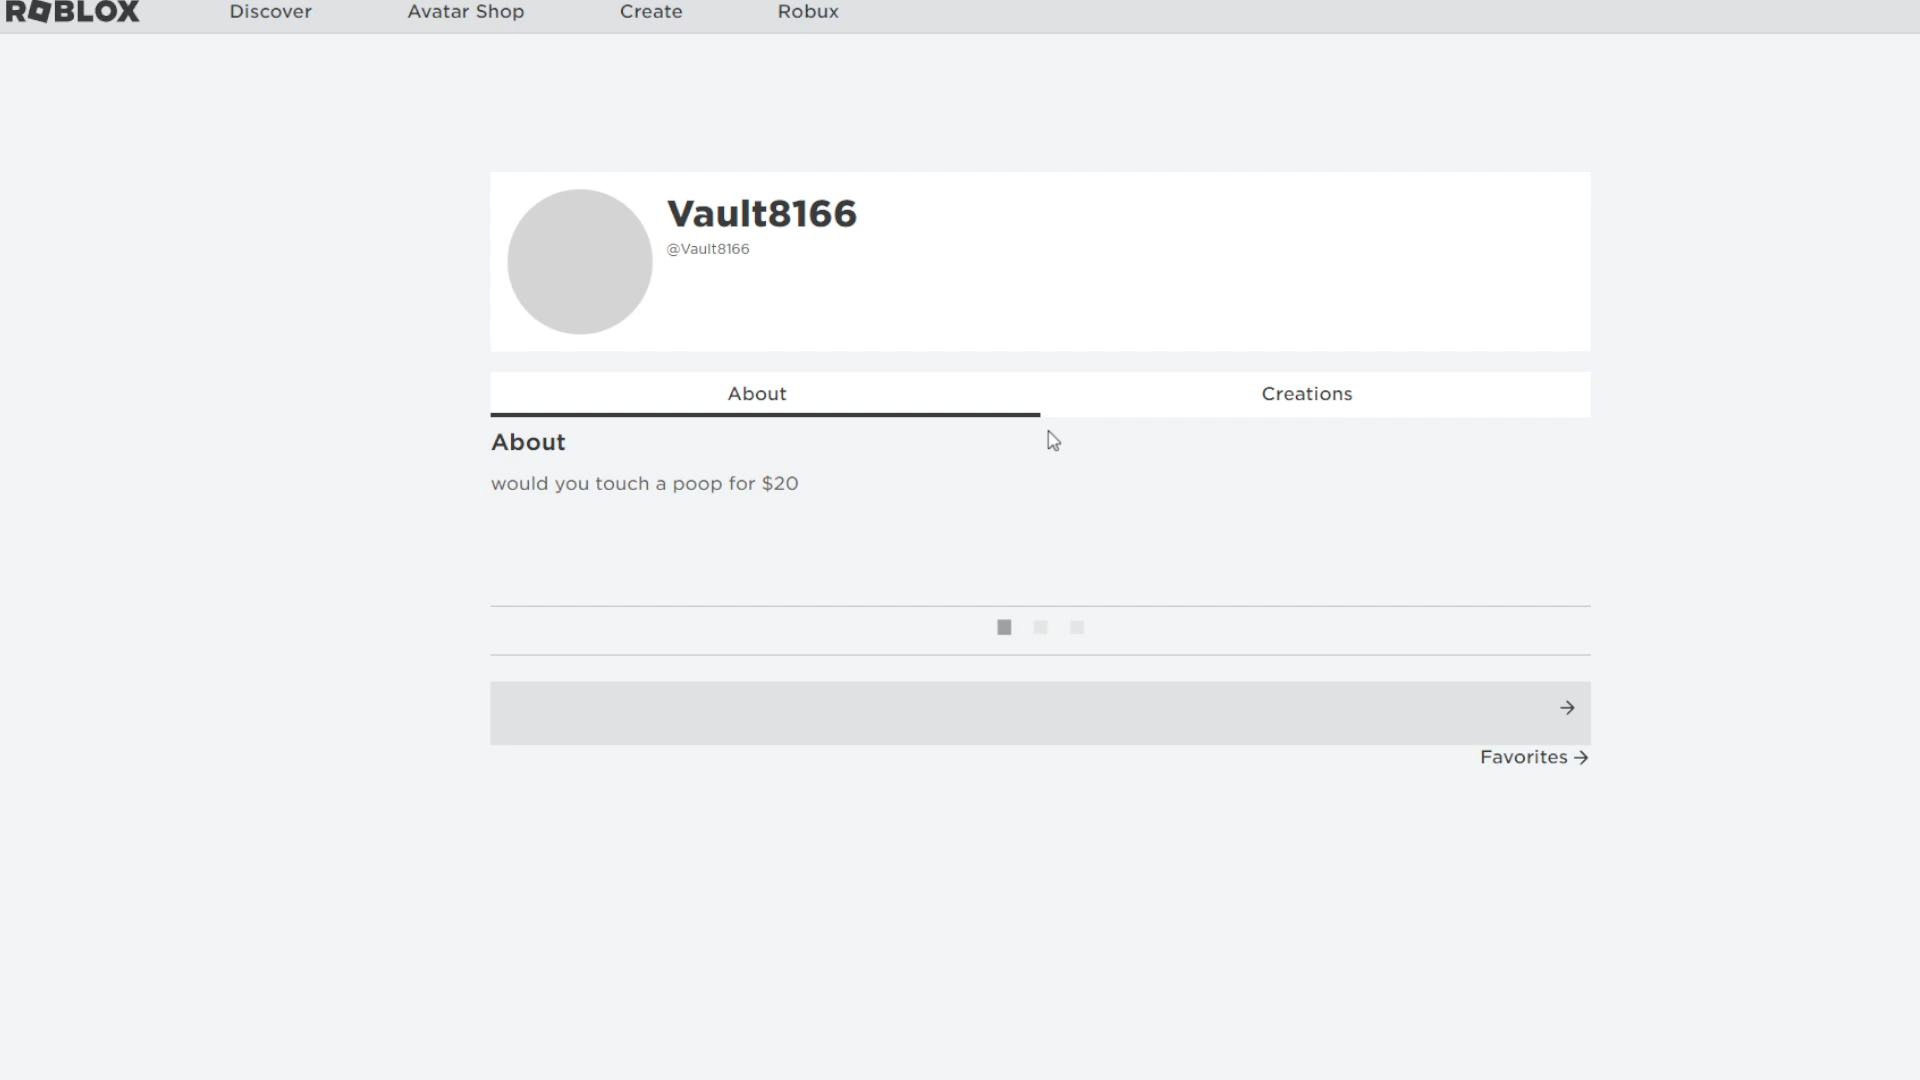 ROBLOX Discover Avatar Shop Create Robux
Vault8166
@Vault8166
About Creations
About
would you touch a poop for $20
Favorites →